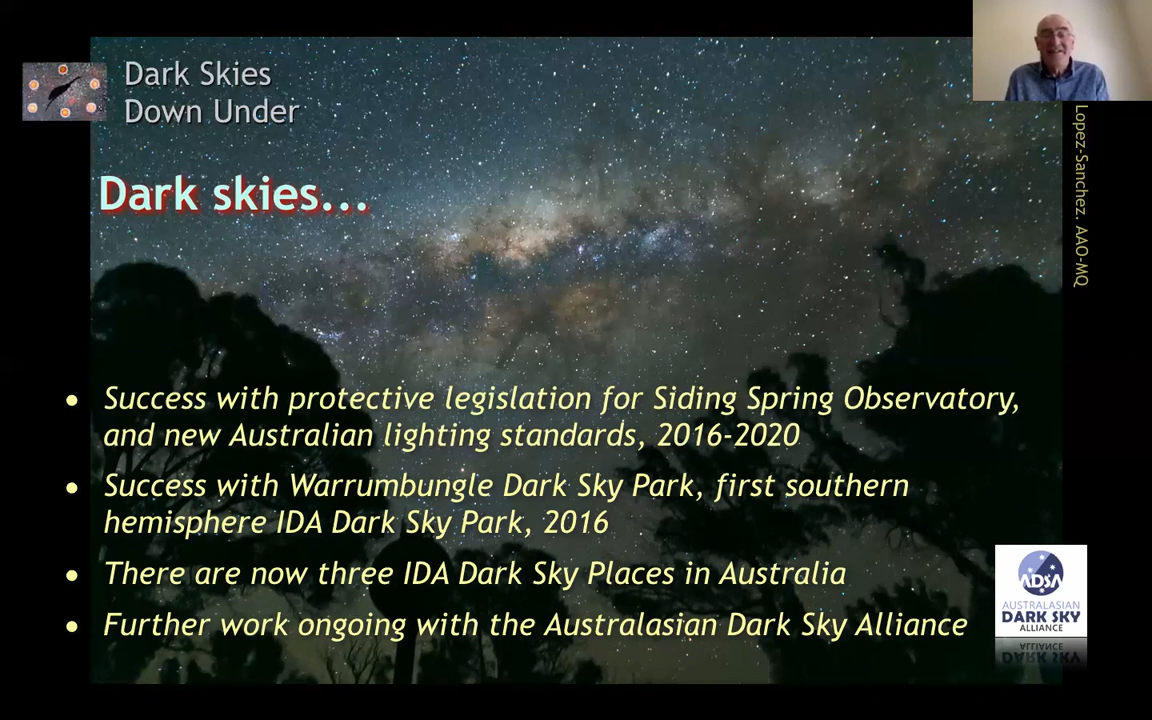 Dark Skies
Down Under
Dark skies...
Lopez-Sanchez. AAO-MQ
• Success with protective legislation for Siding Spring Observatory,
and new Australian lighting standards, 2016-2020
• Success with Warrumbungle Dark Sky Park, first southern
hemisphere IDA Dark Sky Park, 2016
• There are now three IDA Dark Sky Places in Australia
• Further work ongoing with the Australasian Dark Sky Alliance
ADSA
AUSTRALASIAN
DARK SKY
ALLIANCE